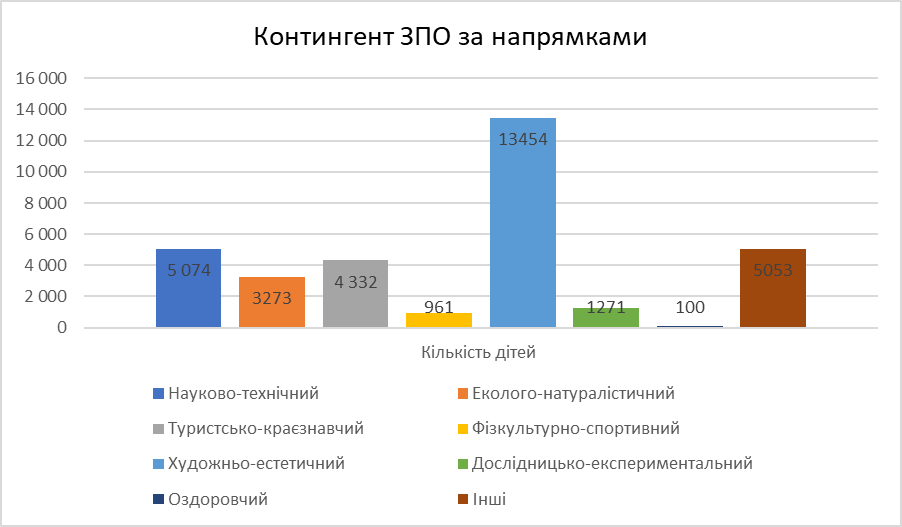 Контингент ЗПО за напрямками
16 000
14 000
12 000
10 000
8 000
6 000
4 000
2 000
0
5 074
3273
4 332
961
13454
1271
100
5053
Кількість дітей
Науково-технічний
Еколого-натуралістичний
Туристсько-краєзнавчий
Фізкультурно-спортивний
Художньо-естетичний
Дослідницько-експериментальний
Оздоровчий
Інші